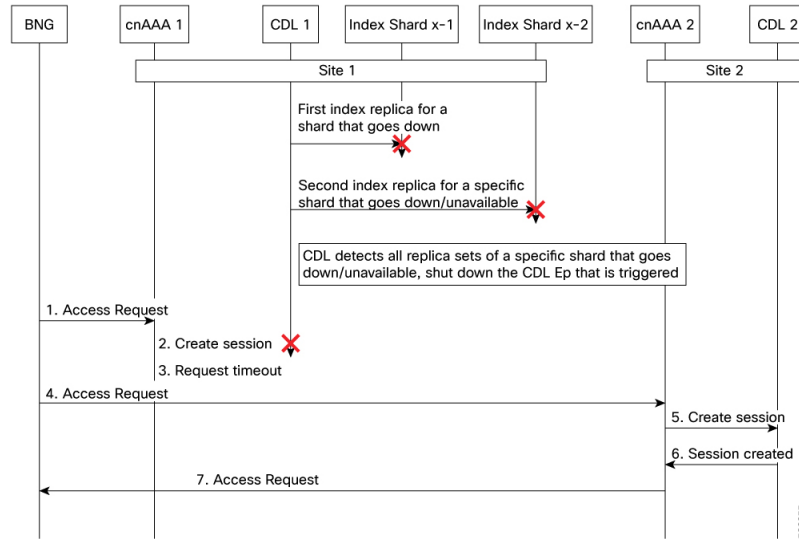 BNG
cnAAA 1
CDL 1
Index Shard x-1
Index Shard x-2
cnAAA 2
CDL 2
Site 1
Site 2
First index replica for a
shard that goes down
Second index replica for a specific
shard that goes down/unavailable
CDL detects all replica sets of a specific shard that goes
down/unavailable, shut down the CDL Ep that is triggered
1. Access Request
2. Create session
3. Request timeout
4. Access Request
5. Create session
6. Session created
7. Access Request